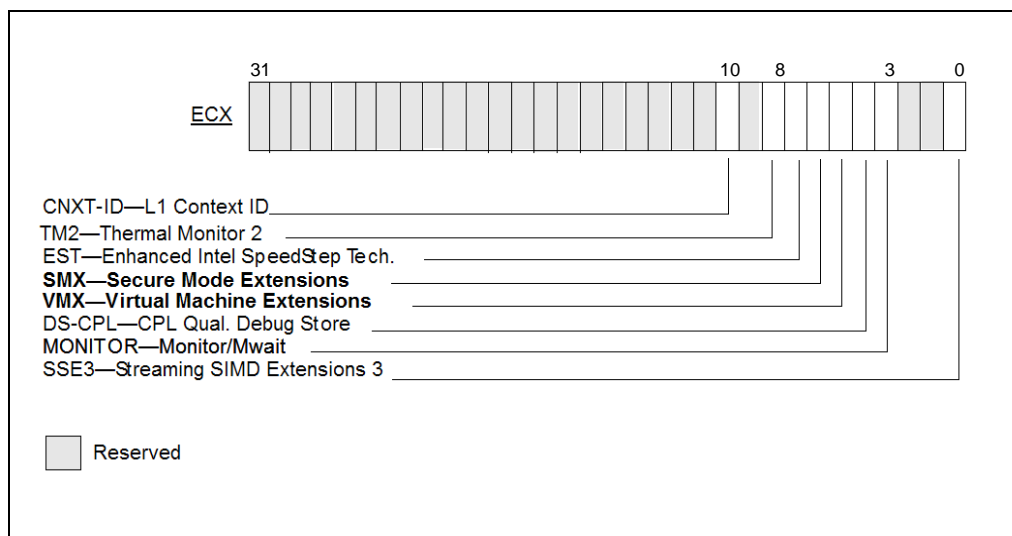 31 10 8 3 0
ECX
CNXT-ID—L1 Context ID
TM2—Thermal Monitor 2
EST—Enhanced Intel SpeedStep Tech.
SMX—Secure Mode Extensions
VMX—Virtual Machine Extensions
DS-CPL—CPL Qual. Debug Store
MONITOR—Monitor/Mwait
SSE3—Streaming SIMD Extensions 3
Reserved